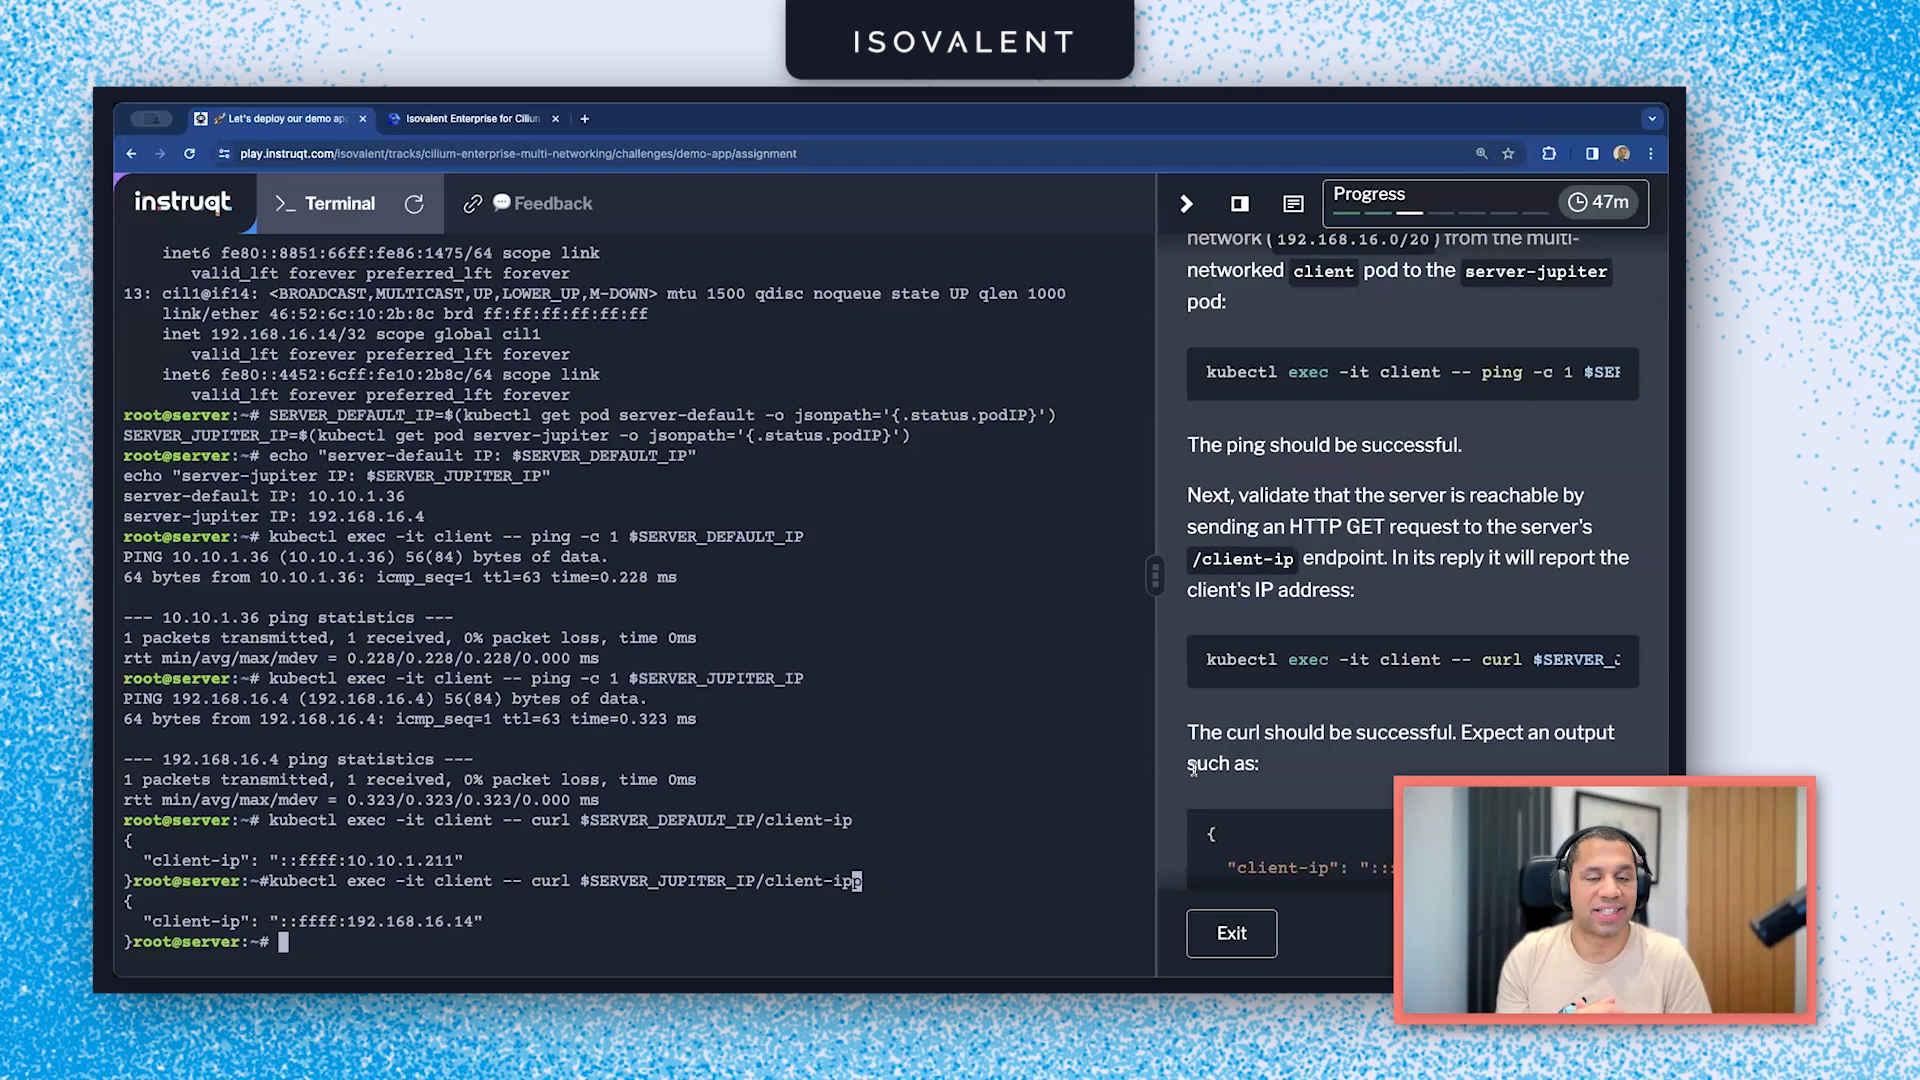 ISOVALENT
🚀 Let's deploy our demo ap
Isovalent Enterprise for Cilium
play.instruqt.com/isovalent/tracks/cilium-enterprise-multi-networking/challenges/demo-app/assignment
instruqt
>_ Terminal
Feedback
Progress
47m
inet6 fe80::8851:66ff:fe86:1475/64 scope link
valid_lft forever preferred_lft forever
13: cil1@if14: <BROADCAST,MULTICAST,UP,LOWER_UP,M-DOWN> mtu 1500 qdisc noqueue state UP qlen 1000
link/ether 46:52:6c:10:2b:8c brd ff:ff:ff:ff:ff:ff
inet 192.168.16.14/32 scope global cil1
valid_lft forever preferred_lft forever
inet6 fe80::4452:6cff:fe10:2b8c/64 scope link
valid_lft forever preferred_lft forever
root@server:~# SERVER_DEFAULT_IP=$(kubectl get pod server-default -o jsonpath='{.status.podIP}')
SERVER_JUPITER_IP=$(kubectl get pod server-jupiter -o jsonpath='{.status.podIP}')
root@server:~# echo "server-default IP: $SERVER_DEFAULT_IP"
echo "server-jupiter IP: $SERVER_JUPITER_IP"
server-default IP: 10.10.1.36
server-jupiter IP: 192.168.16.4
root@server:~# kubectl exec -it client -- ping -c 1 $SERVER_DEFAULT_IP
PING 10.10.1.36 (10.10.1.36) 56(84) bytes of data.
64 bytes from 10.10.1.36: icmp_seq=1 ttl=63 time=0.228 ms
--- 10.10.1.36 ping statistics ---
1 packets transmitted, 1 received, 0% packet loss, time 0ms
rtt min/avg/max/mdev = 0.228/0.228/0.228/0.000 ms
root@server:~# kubectl exec -it client -- ping -c 1 $SERVER_JUPITER_IP
PING 192.168.16.4 (192.168.16.4) 56(84) bytes of data.
64 bytes from 192.168.16.4: icmp_seq=1 ttl=63 time=0.323 ms
--- 192.168.16.4 ping statistics ---
1 packets transmitted, 1 received, 0% packet loss, time 0ms
rtt min/avg/max/mdev = 0.323/0.323/0.323/0.000 ms
root@server:~# kubectl exec -it client -- curl $SERVER_DEFAULT_IP/client-ip
{
"client-ip": "::ffff:10.10.1.211"
}root@server:~#kubectl exec -it client -- curl $SERVER_JUPITER_IP/client-ipp
{
"client-ip": "::ffff:192.168.16.14"
}root@server:~#
network ( 192.168.16.0/20 ) from the multi-
networked client pod to the server-jupiter
pod:
kubectl exec -it client -- ping -c 1 $SER
The ping should be successful.
Next, validate that the server is reachable by
sending an HTTP GET request to the server's
/client-ip endpoint. In its reply it will report the
client's IP address:
kubectl exec -it client -- curl $SERVER_J
The curl should be successful. Expect an output
such as:
{
"client-ip": "::
Exit